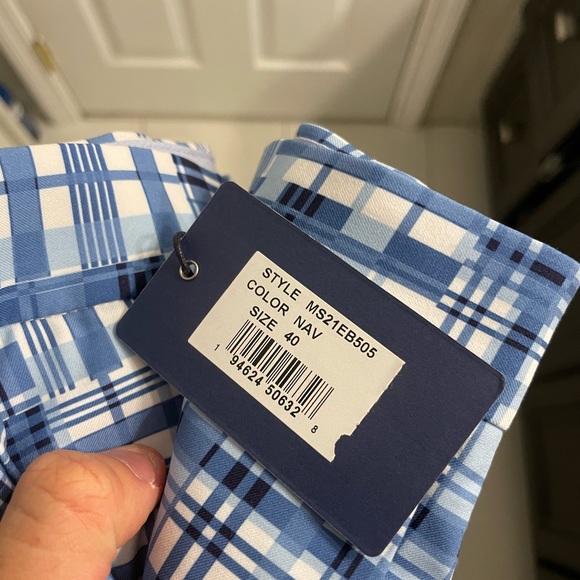 STYLE MS21EB505
COLOR NAV
SIZE 40
1 94624 50632 8